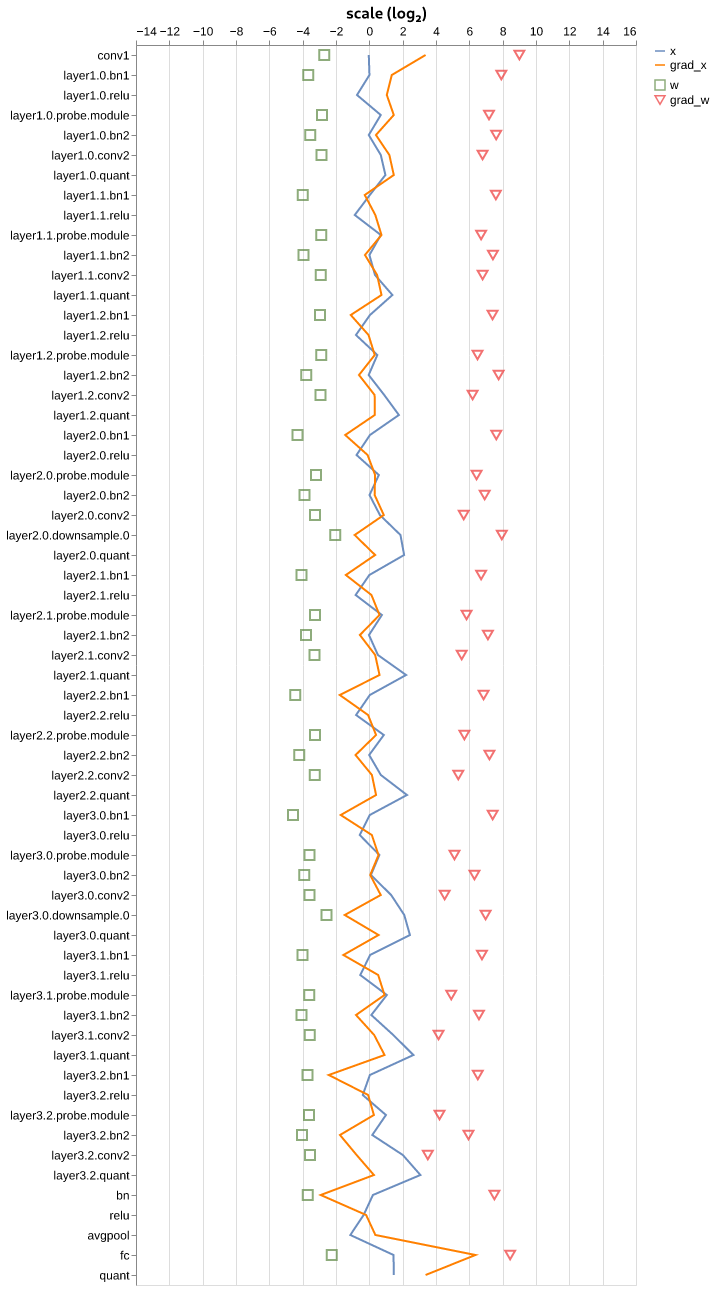 scale (log₂)
−14 −12 −10 −8 −6 −4 −2 0 2 4 6 8 10 12 14 16
x
grad_x
w
grad_w
conv1
layer1.0.bn1
layer1.0.relu
layer1.0.probe.module
layer1.0.bn2
layer1.0.conv2
layer1.0.quant
layer1.1.bn1
layer1.1.relu
layer1.1.probe.module
layer1.1.bn2
layer1.1.conv2
layer1.1.quant
layer1.2.bn1
layer1.2.relu
layer1.2.probe.module
layer1.2.bn2
layer1.2.conv2
layer1.2.quant
layer2.0.bn1
layer2.0.relu
layer2.0.probe.module
layer2.0.bn2
layer2.0.conv2
layer2.0.downsample.0
layer2.0.quant
layer2.1.bn1
layer2.1.relu
layer2.1.probe.module
layer2.1.bn2
layer2.1.conv2
layer2.1.quant
layer2.2.bn1
layer2.2.relu
layer2.2.probe.module
layer2.2.bn2
layer2.2.conv2
layer2.2.quant
layer3.0.bn1
layer3.0.relu
layer3.0.probe.module
layer3.0.bn2
layer3.0.conv2
layer3.0.downsample.0
layer3.0.quant
layer3.1.bn1
layer3.1.relu
layer3.1.probe.module
layer3.1.bn2
layer3.1.conv2
layer3.1.quant
layer3.2.bn1
layer3.2.relu
layer3.2.probe.module
layer3.2.bn2
layer3.2.conv2
layer3.2.quant
bn
relu
avgpool
fc
quant